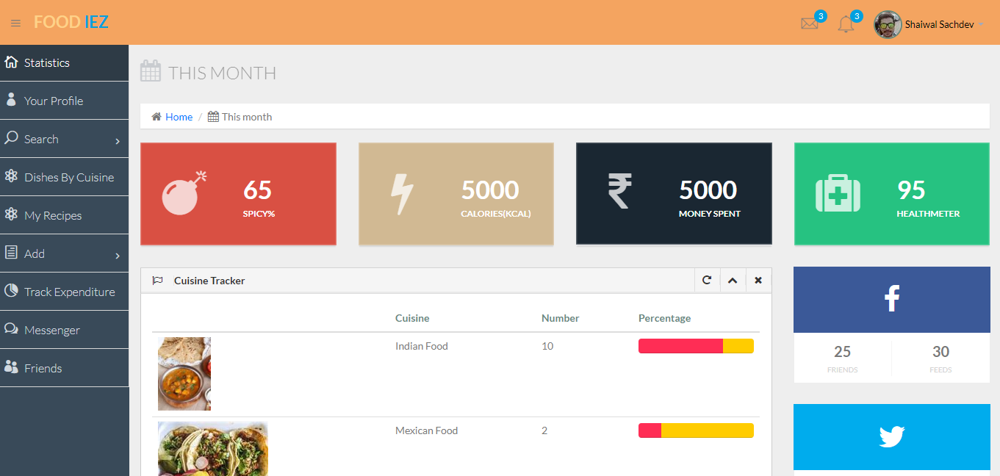 FOOD IEZ
3
3
Shaiwal Sachdev
Statistics
Your Profile
Search
Dishes By Cuisine
My Recipes
Add
Track Expenditure
Messenger
Friends
THIS MONTH
Home / This month
65
SPICY%
5000
CALORIES(KCAL)
₹
5000
MONEY SPENT
95
HEALTHMETER
Cuisine Tracker
Cuisine Number Percentage
Indian Food 10
Mexican Food 2
f
25 30
FRIENDS FEEDS